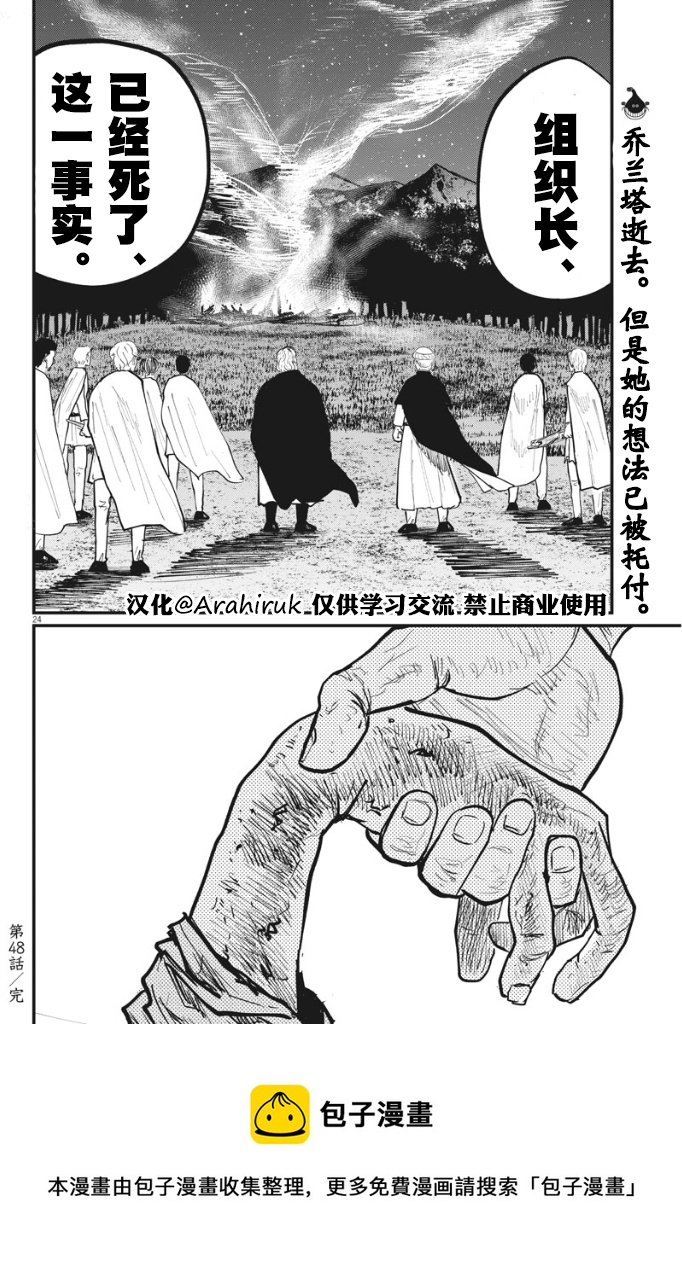 组织长、
已经死了、
这一事实。
乔兰塔逝去。但是她的想法已被托付。
汉化@Arahiruk 仅供学习交流 禁止商业使用
24
第48話／完
包子漫畫
本漫畫由包子漫畫收集整理，更多免費漫画請搜索「包子漫畫」